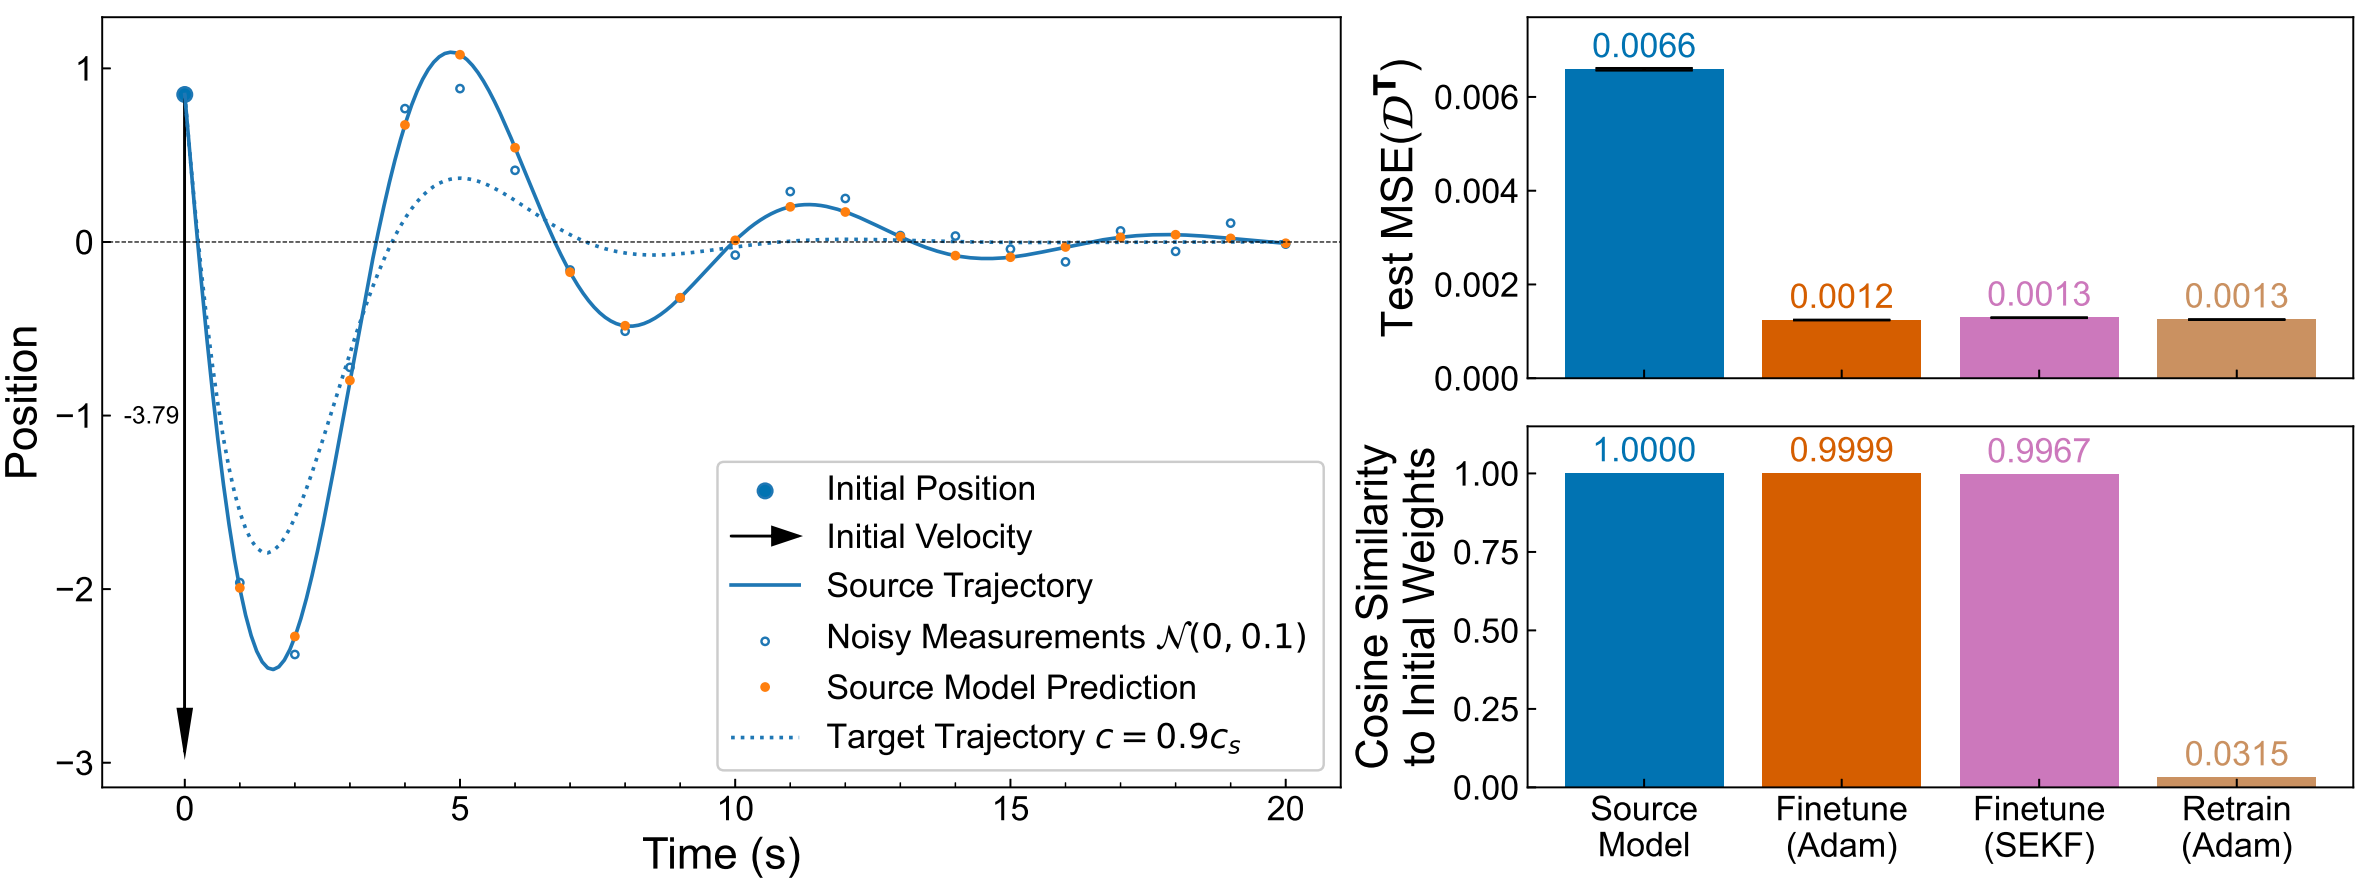 Position
1
0
−1
−2
−3
-3.79
0
5
10
15
20
Time (s)
Initial Position
Initial Velocity
Source Trajectory
Noisy Measurements 𝒩(0, 0.1)
Source Model Prediction
Target Trajectory c = 0.9cₛ
Test MSE(𝒟ᵀ)
0.006
0.004
0.002
0.000
0.0066
0.0012
0.0013
0.0013
Cosine Similarity
to Initial Weights
1.00
0.75
0.50
0.25
0.00
1.0000
0.9999
0.9967
0.0315
Source
Model
Finetune
(Adam)
Finetune
(SEKF)
Retrain
(Adam)